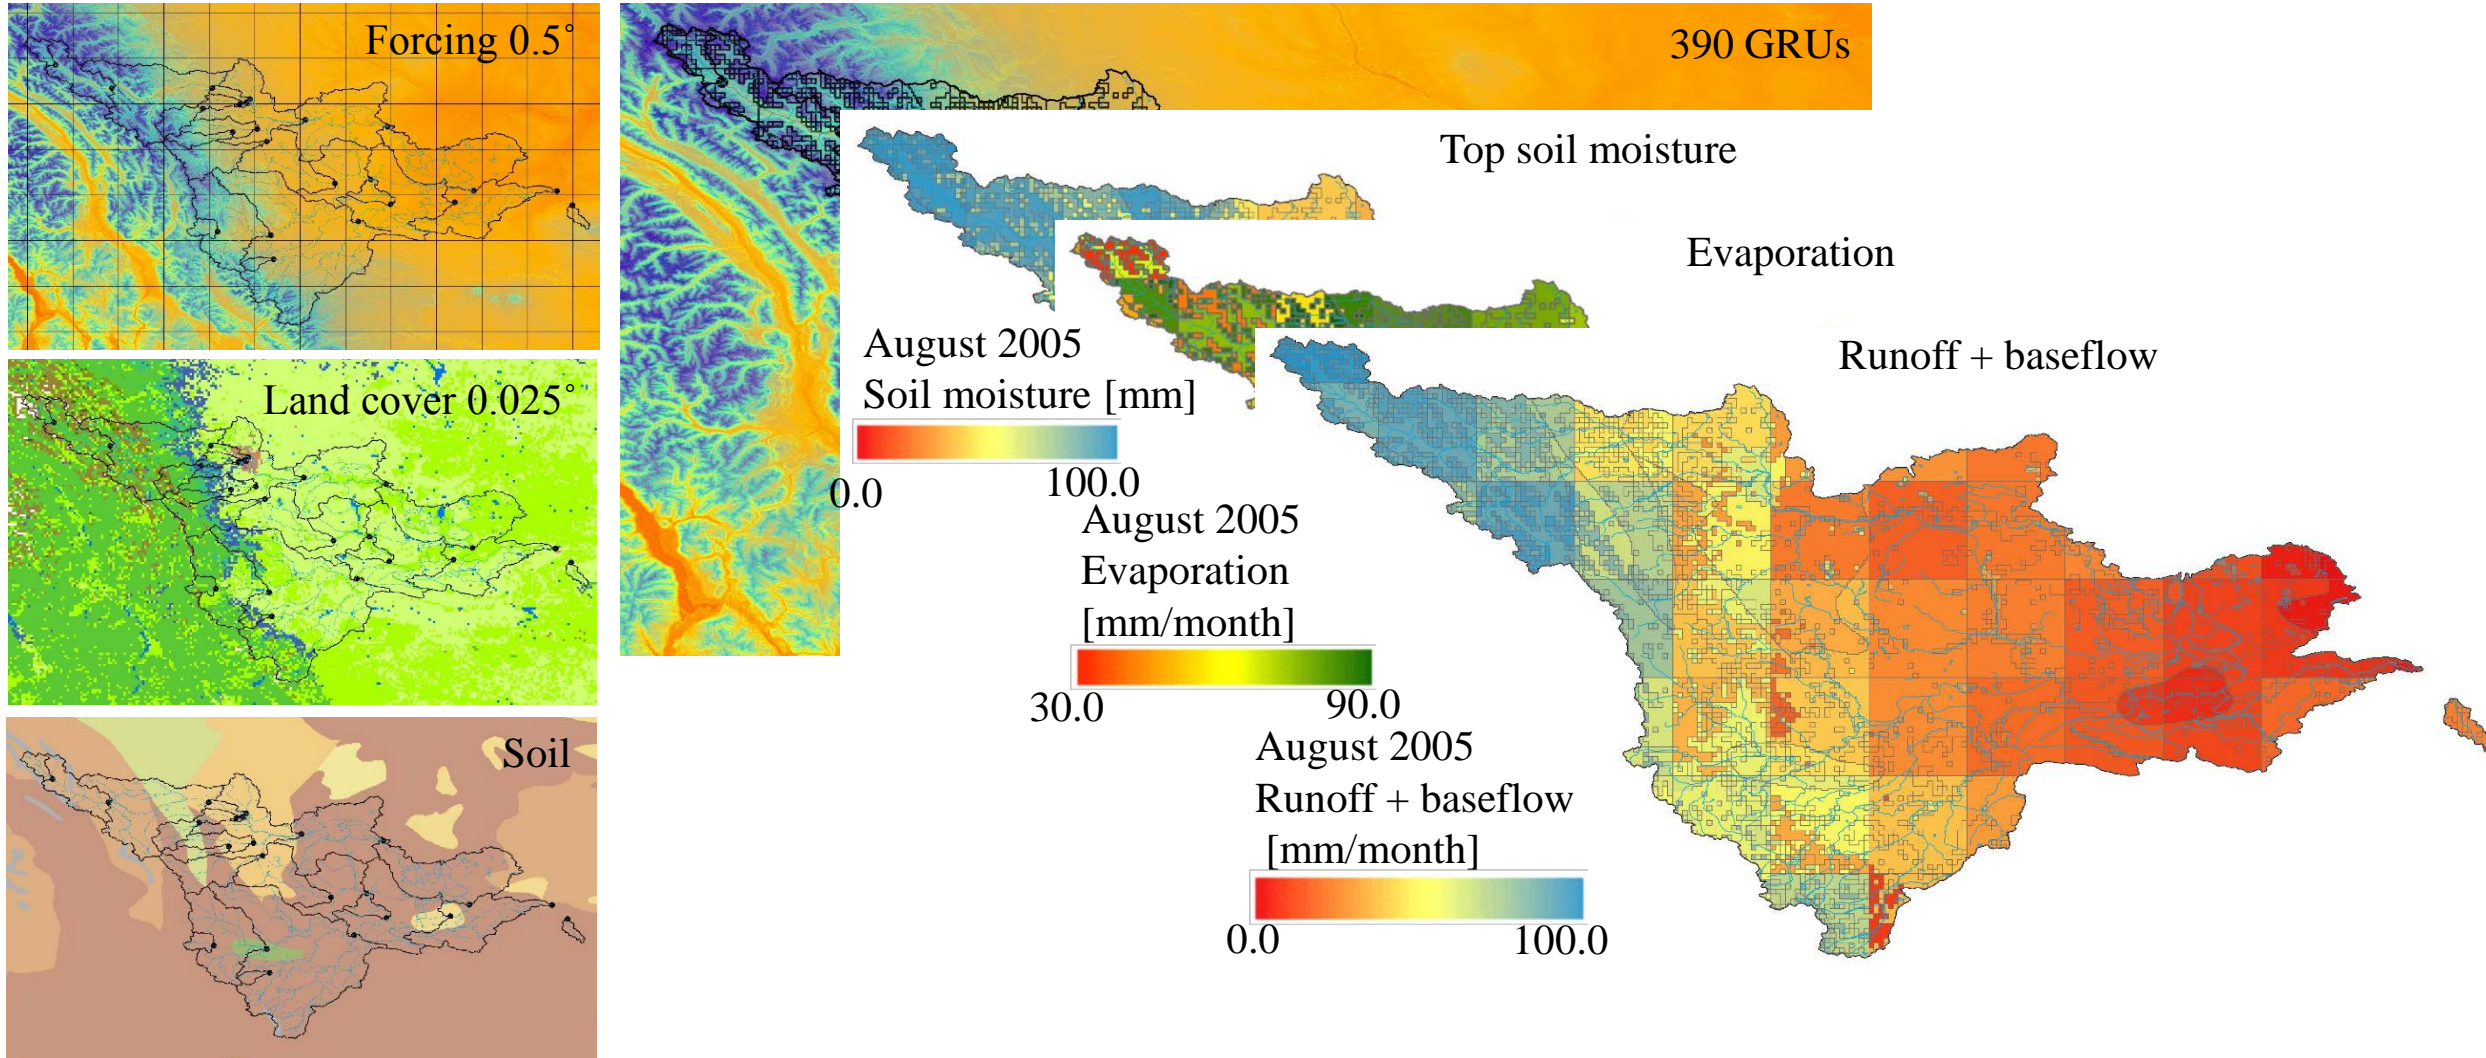 Forcing 0.5˚
Land cover 0.025˚
Soil
390 GRUs
Top soil moisture
Evaporation
Runoff + baseflow
August 2005
Soil moisture [mm]
0.0 100.0
August 2005
Evaporation
[mm/month]
30.0 90.0
August 2005
Runoff + baseflow
[mm/month]
0.0 100.0